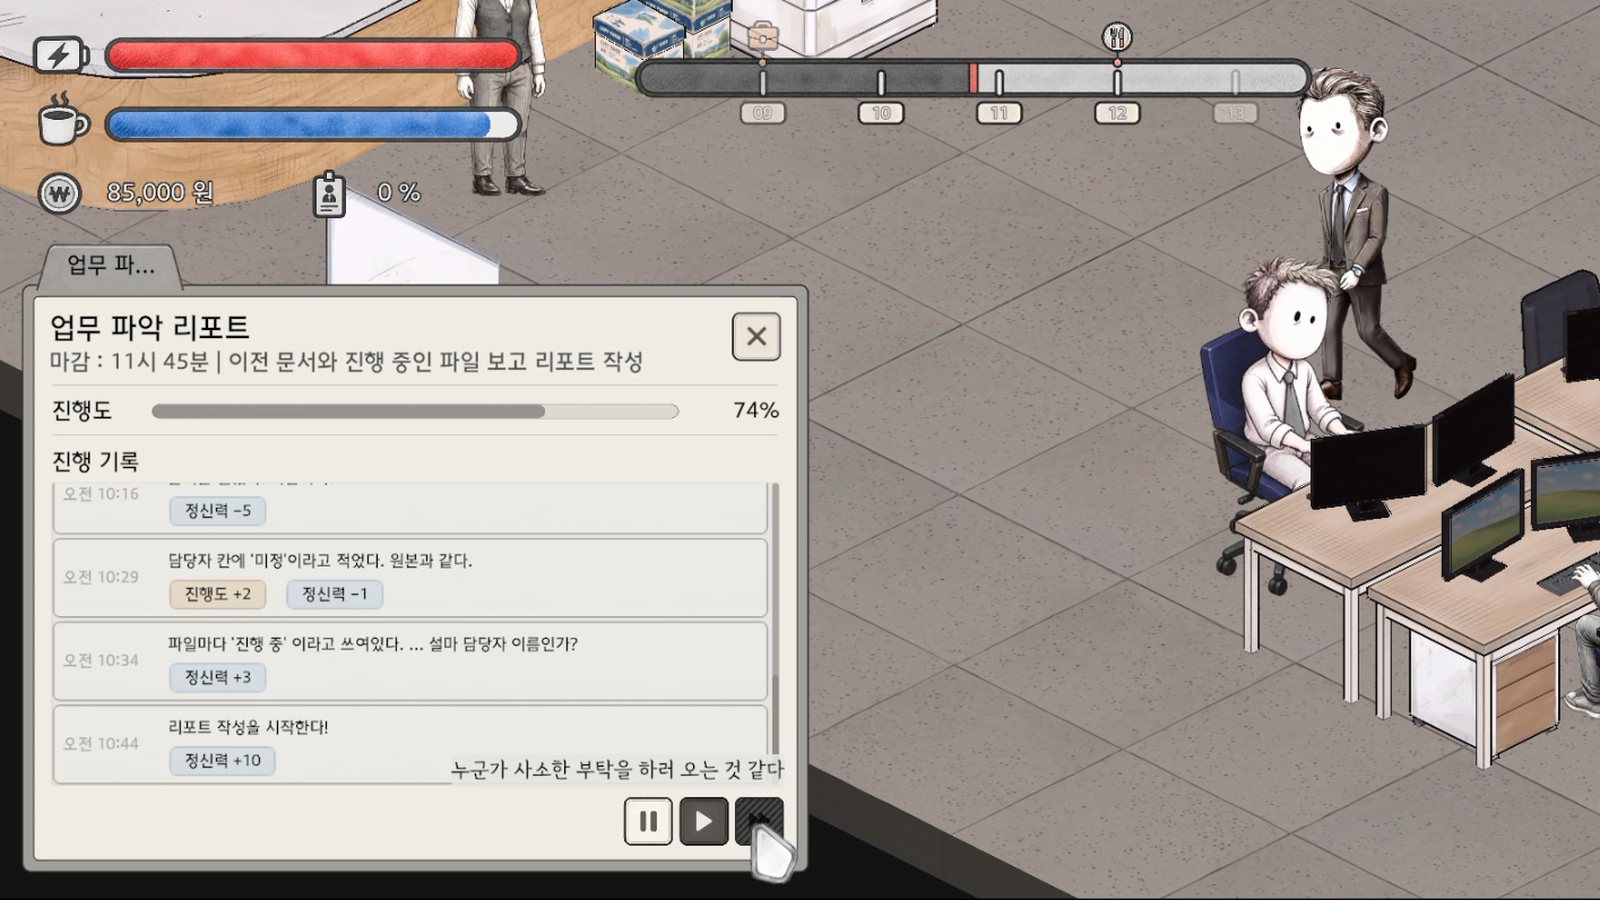 09
10
11
12
13
85,000 원
0 %
업무 파...
업무 파악 리포트
마감 : 11시 45분 | 이전 문서와 진행 중인 파일 보고 리포트 작성
진행도
74%
진행 기록
오전 10:16
정신력 -5
오전 10:29
담당자 칸에 '미정'이라고 적었다. 원본과 같다.
진행도 +2
정신력 -1
오전 10:34
파일마다 '진행 중' 이라고 쓰여있다. ... 설마 담당자 이름인가?
정신력 +3
오전 10:44
리포트 작성을 시작한다!
정신력 +10
누군가 사소한 부탁을 하러 오는 것 같다